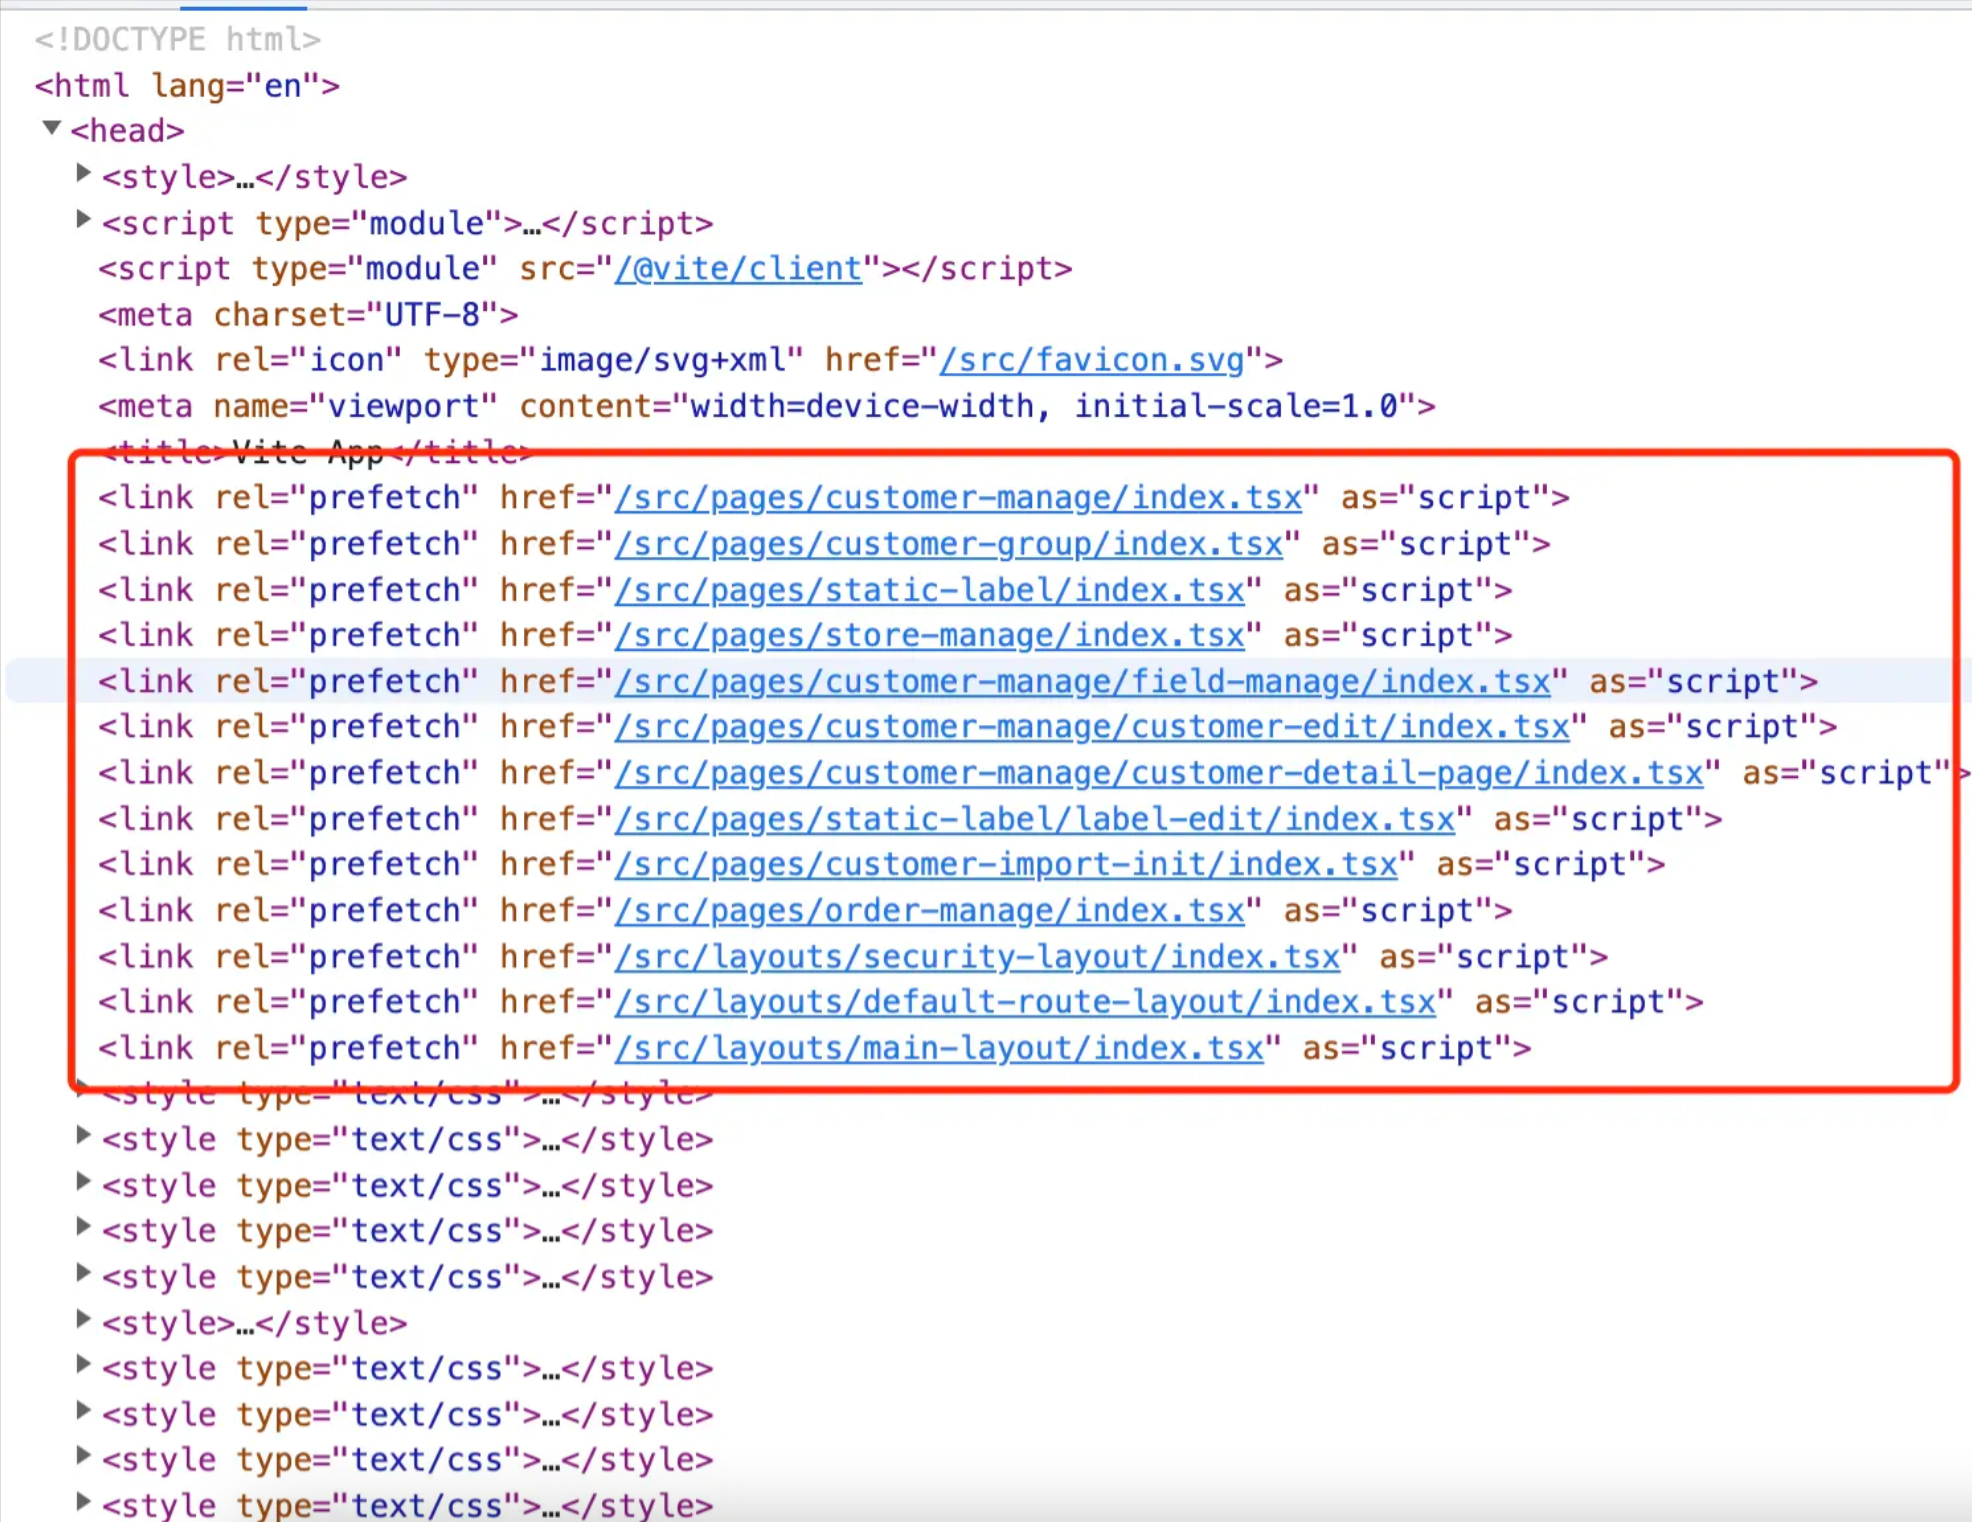 <!DOCTYPE html>
<html lang="en">
<head>
<style>…</style>
<script type="module">…</script>
<script type="module" src="/@vite/client"></script>
<meta charset="UTF-8">
<link rel="icon" type="image/svg+xml" href="/src/favicon.svg">
<meta name="viewport" content="width=device-width, initial-scale=1.0">
<title>Vite App</title>
<link rel="prefetch" href="/src/pages/customer-manage/index.tsx" as="script">
<link rel="prefetch" href="/src/pages/customer-group/index.tsx" as="script">
<link rel="prefetch" href="/src/pages/static-label/index.tsx" as="script">
<link rel="prefetch" href="/src/pages/store-manage/index.tsx" as="script">
<link rel="prefetch" href="/src/pages/customer-manage/field-manage/index.tsx" as="script">
<link rel="prefetch" href="/src/pages/customer-manage/customer-edit/index.tsx" as="script">
<link rel="prefetch" href="/src/pages/customer-manage/customer-detail-page/index.tsx" as="script">
<link rel="prefetch" href="/src/pages/static-label/label-edit/index.tsx" as="script">
<link rel="prefetch" href="/src/pages/customer-import-init/index.tsx" as="script">
<link rel="prefetch" href="/src/pages/order-manage/index.tsx" as="script">
<link rel="prefetch" href="/src/layouts/security-layout/index.tsx" as="script">
<link rel="prefetch" href="/src/layouts/default-route-layout/index.tsx" as="script">
<link rel="prefetch" href="/src/layouts/main-layout/index.tsx" as="script">
<style type="text/css">…</style>
<style type="text/css">…</style>
<style type="text/css">…</style>
<style type="text/css">…</style>
<style type="text/css">…</style>
<style>…</style>
<style type="text/css">…</style>
<style type="text/css">…</style>
<style type="text/css">…</style>
<style type="text/css">…</style>